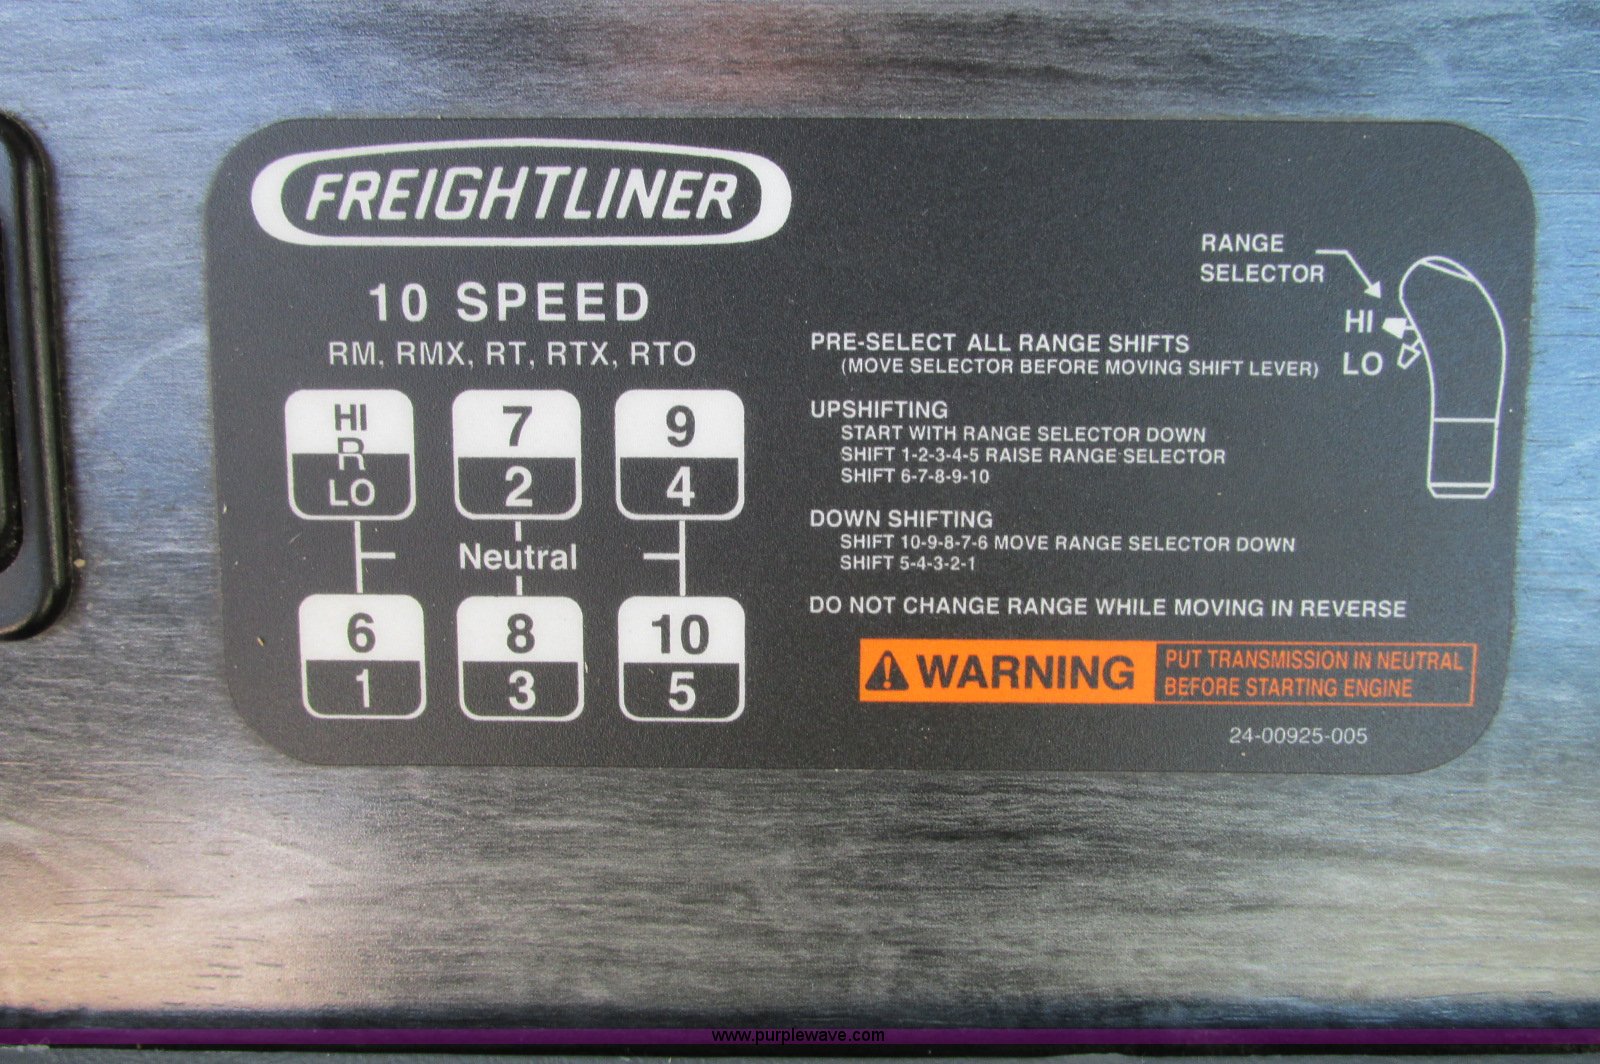 FREIGHTLINER
10 SPEED
RM, RMX, RT, RTX, RTO
HI
R
LO
7
2
9
4
Neutral
6
1
8
3
10
5
RANGE
SELECTOR
HI
LO
PRE-SELECT ALL RANGE SHIFTS
(MOVE SELECTOR BEFORE MOVING SHIFT LEVER)
UPSHIFTING
START WITH RANGE SELECTOR DOWN
SHIFT 1-2-3-4-5 RAISE RANGE SELECTOR
SHIFT 6-7-8-9-10
DOWN SHIFTING
SHIFT 10-9-8-7-6 MOVE RANGE SELECTOR DOWN
SHIFT 5-4-3-2-1
DO NOT CHANGE RANGE WHILE MOVING IN REVERSE
WARNING
PUT TRANSMISSION IN NEUTRAL
BEFORE STARTING ENGINE
24-00925-005
www.purplewave.com